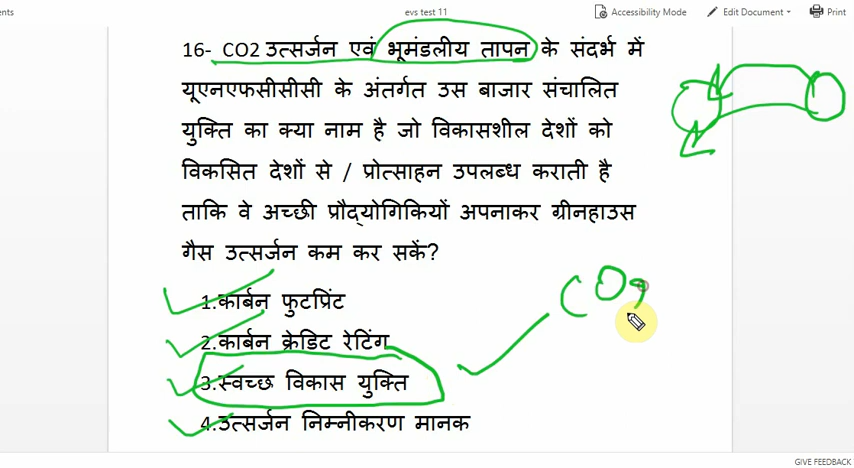 ents
evs test 11
Accessibility Mode
Edit Document
Print
16- CO2 उत्सर्जन एवं भूमंडलीय तापन के संदर्भ में
यूएनएफसीसीसी के अंतर्गत उस बाजार संचालित
युक्ति का क्या नाम है जो विकासशील देशों को
विकसित देशों से / प्रोत्साहन उपलब्ध कराती है
ताकि वे अच्छी प्रौद्योगिकियों अपनाकर ग्रीनहाउस
गैस उत्सर्जन कम कर सकें?
1.कार्बन फुटप्रिंट
2.कार्बन क्रेडिट रेटिंग
3.स्वच्छ विकास युक्ति
4.उत्सर्जन निम्नीकरण मानक
GIVE FEEDBACK